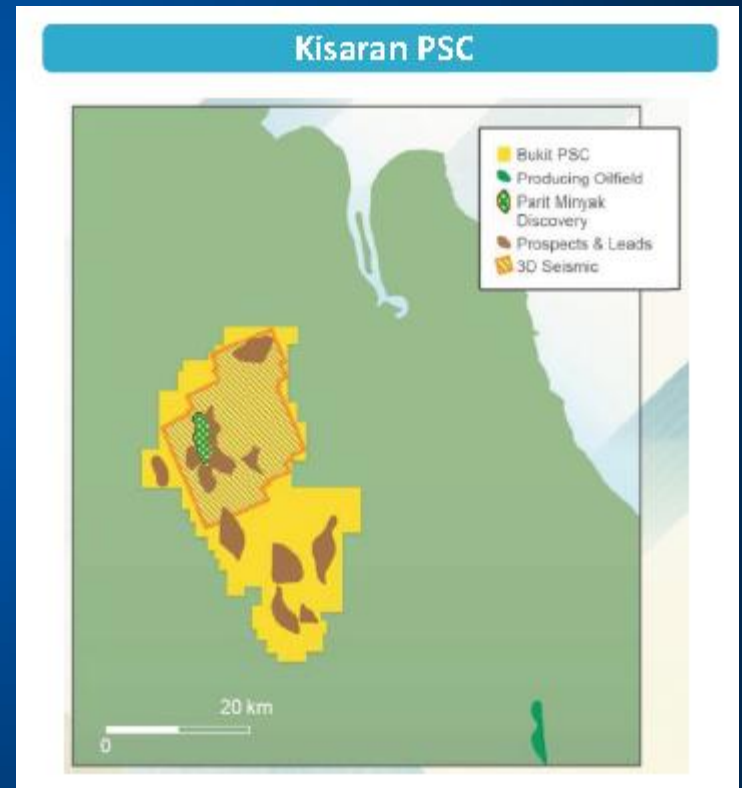 Kisaran PSC
Bukit PSC
Producing Oilfield
Parit Minyak
Discovery
Prospects & Leads
3D Seismic
20 km
0